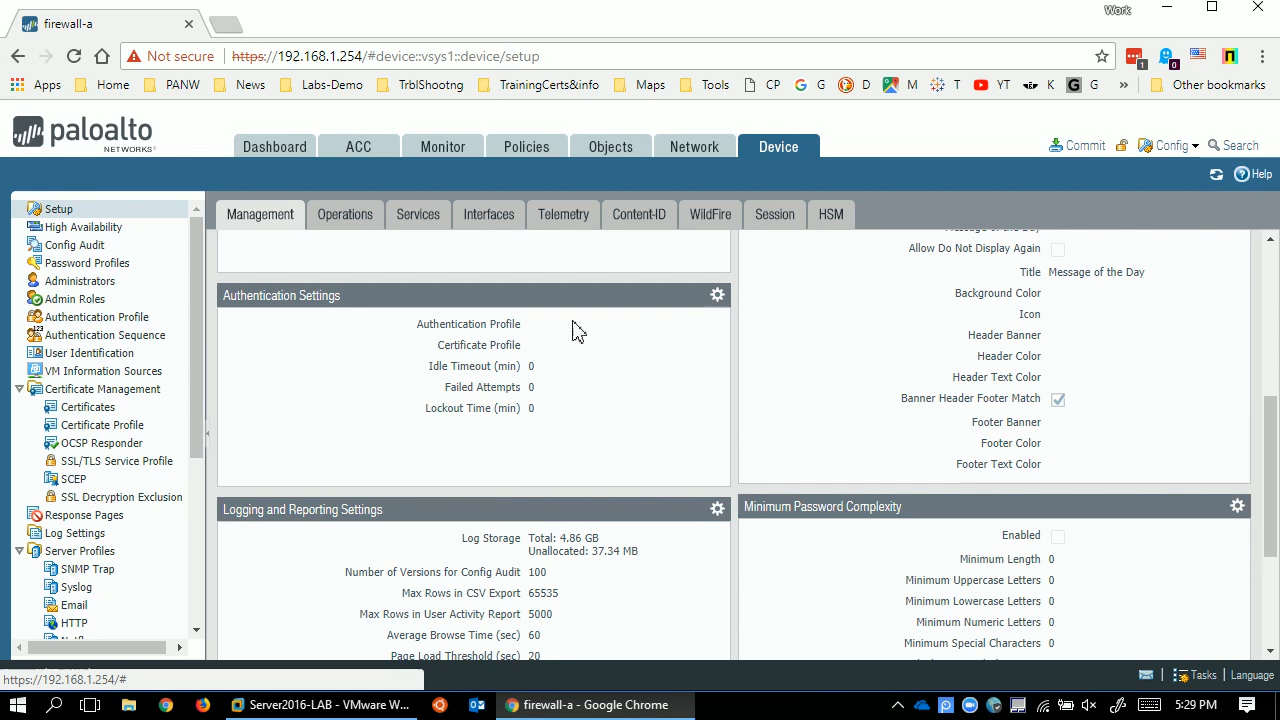 Work
firewall-a
Not secure https://192.168.1.254/#device::vsys1::device/setup
1
0
Apps Home PANW News Labs-Demo TrblShootng TrainingCerts&info Maps Tools CP G D M T YT K G » Other bookmarks
paloalto
NETWORKS
Dashboard ACC Monitor Policies Objects Network Device
Commit Config Search
Help
Management Operations Services Interfaces Telemetry Content-ID WildFire Session HSM
Setup
High Availability
Config Audit
Password Profiles
Administrators
Admin Roles
Authentication Profile
Authentication Sequence
User Identification
VM Information Sources
Certificate Management
Certificates
Certificate Profile
OCSP Responder
SSL/TLS Service Profile
SCEP
SSL Decryption Exclusion
Response Pages
Log Settings
Server Profiles
SNMP Trap
Syslog
Email
HTTP
Authentication Settings
Authentication Profile
Certificate Profile
Idle Timeout (min) 0
Failed Attempts 0
Lockout Time (min) 0
Logging and Reporting Settings
Log Storage Total: 4.86 GB
Unallocated: 37.34 MB
Number of Versions for Config Audit 100
Max Rows in CSV Export 65535
Max Rows in User Activity Report 5000
Average Browse Time (sec) 60
Page Load Threshold (sec) 20
Message of the Day
Allow Do Not Display Again
Title Message of the Day
Background Color
Icon
Header Banner
Header Color
Header Text Color
Banner Header Footer Match
Footer Banner
Footer Color
Footer Text Color
Minimum Password Complexity
Enabled
Minimum Length 0
Minimum Uppercase Letters 0
Minimum Lowercase Letters 0
Minimum Numeric Letters 0
Minimum Special Characters 0
https://192.168.1.254/#
Tasks Language
Server2016-LAB - VMware W...
firewall-a - Google Chrome
5:29 PM